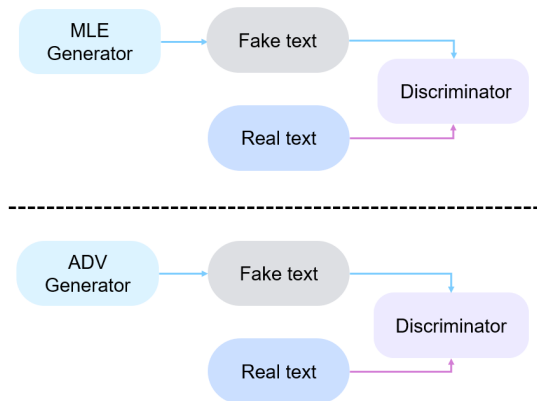 MLE
Generator
Fake text
Discriminator
Real text
ADV
Generator
Fake text
Discriminator
Real text